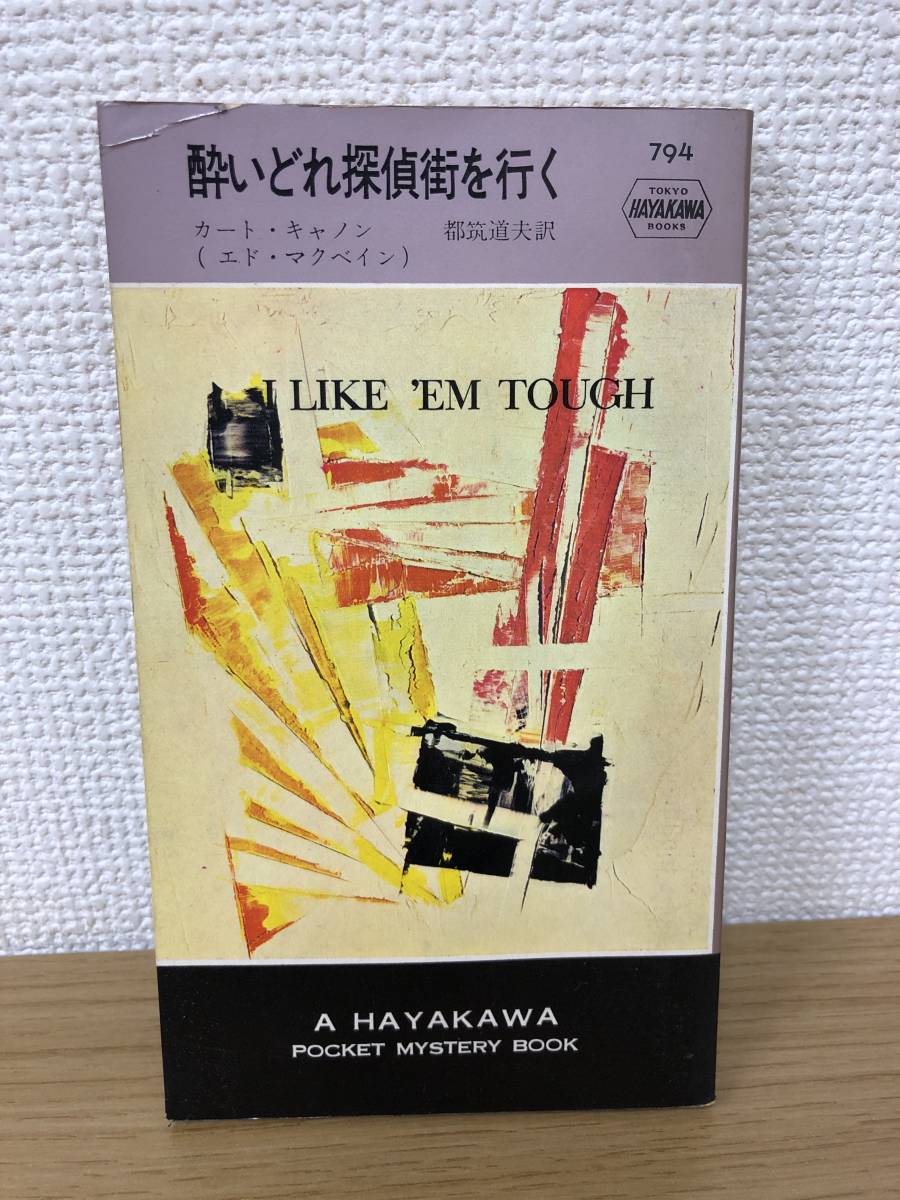 酔いどれ探偵街を行く
794
カート・キャノン 都筑道夫訳
(エド・マクベイン)
TOKYO
HAYAKAWA
BOOKS
I LIKE 'EM TOUGH
A HAYAKAWA
POCKET MYSTERY BOOK